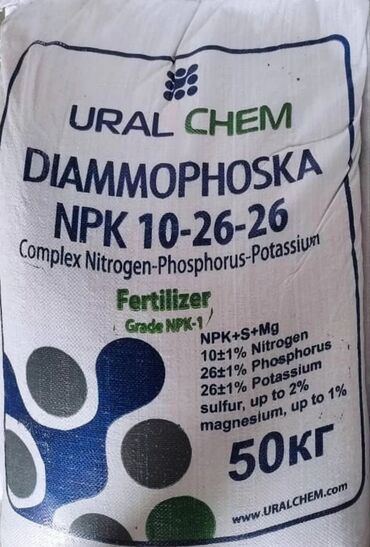 URAL CHEM
DIAMMOPHOSKA
NPK 10-26-26
Complex Nitrogen-Phosphorus-Potassium
Fertilizer
Grade NPK-1
NPK+S+Mg
10±1% Nitrogen
26±1% Phosphorus
26±1% Potassium
sulfur, up to 2%
magnesium, up to 1%
50кг
www.URALCHEM.com